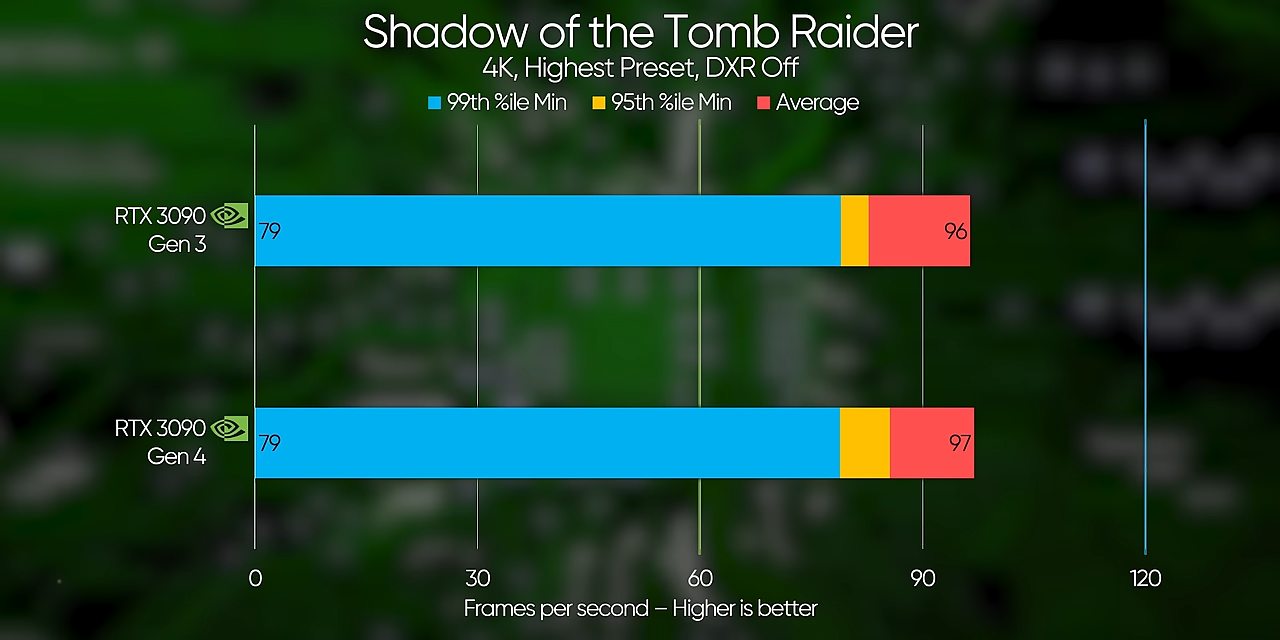 Shadow of the Tomb Raider
4K, Highest Preset, DXR Off
99th %ile Min 95th %ile Min Average
RTX 3090
Gen 3
79 96
RTX 3090
Gen 4
79 97
0 30 60 90 120
Frames per second – Higher is better